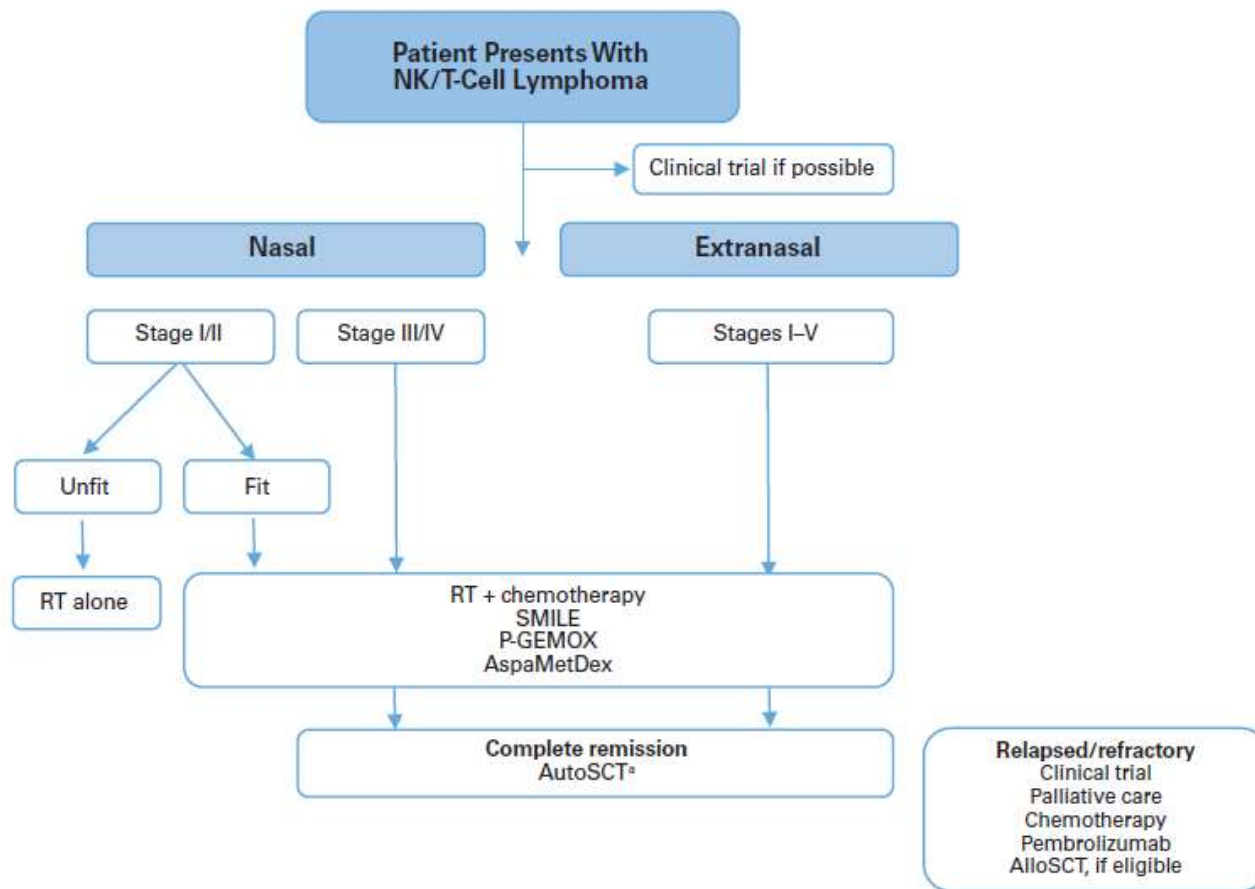 Patient Presents With
NK/T-Cell Lymphoma
Clinical trial if possible
Nasal
Extranasal
Stage I/II
Stage III/IV
Stages I–V
Unfit
Fit
RT alone
RT + chemotherapy
SMILE
P-GEMOX
AspaMetDex
Complete remission
AutoSCTᵃ
Relapsed/refractory
Clinical trial
Palliative care
Chemotherapy
Pembrolizumab
AlloSCT, if eligible